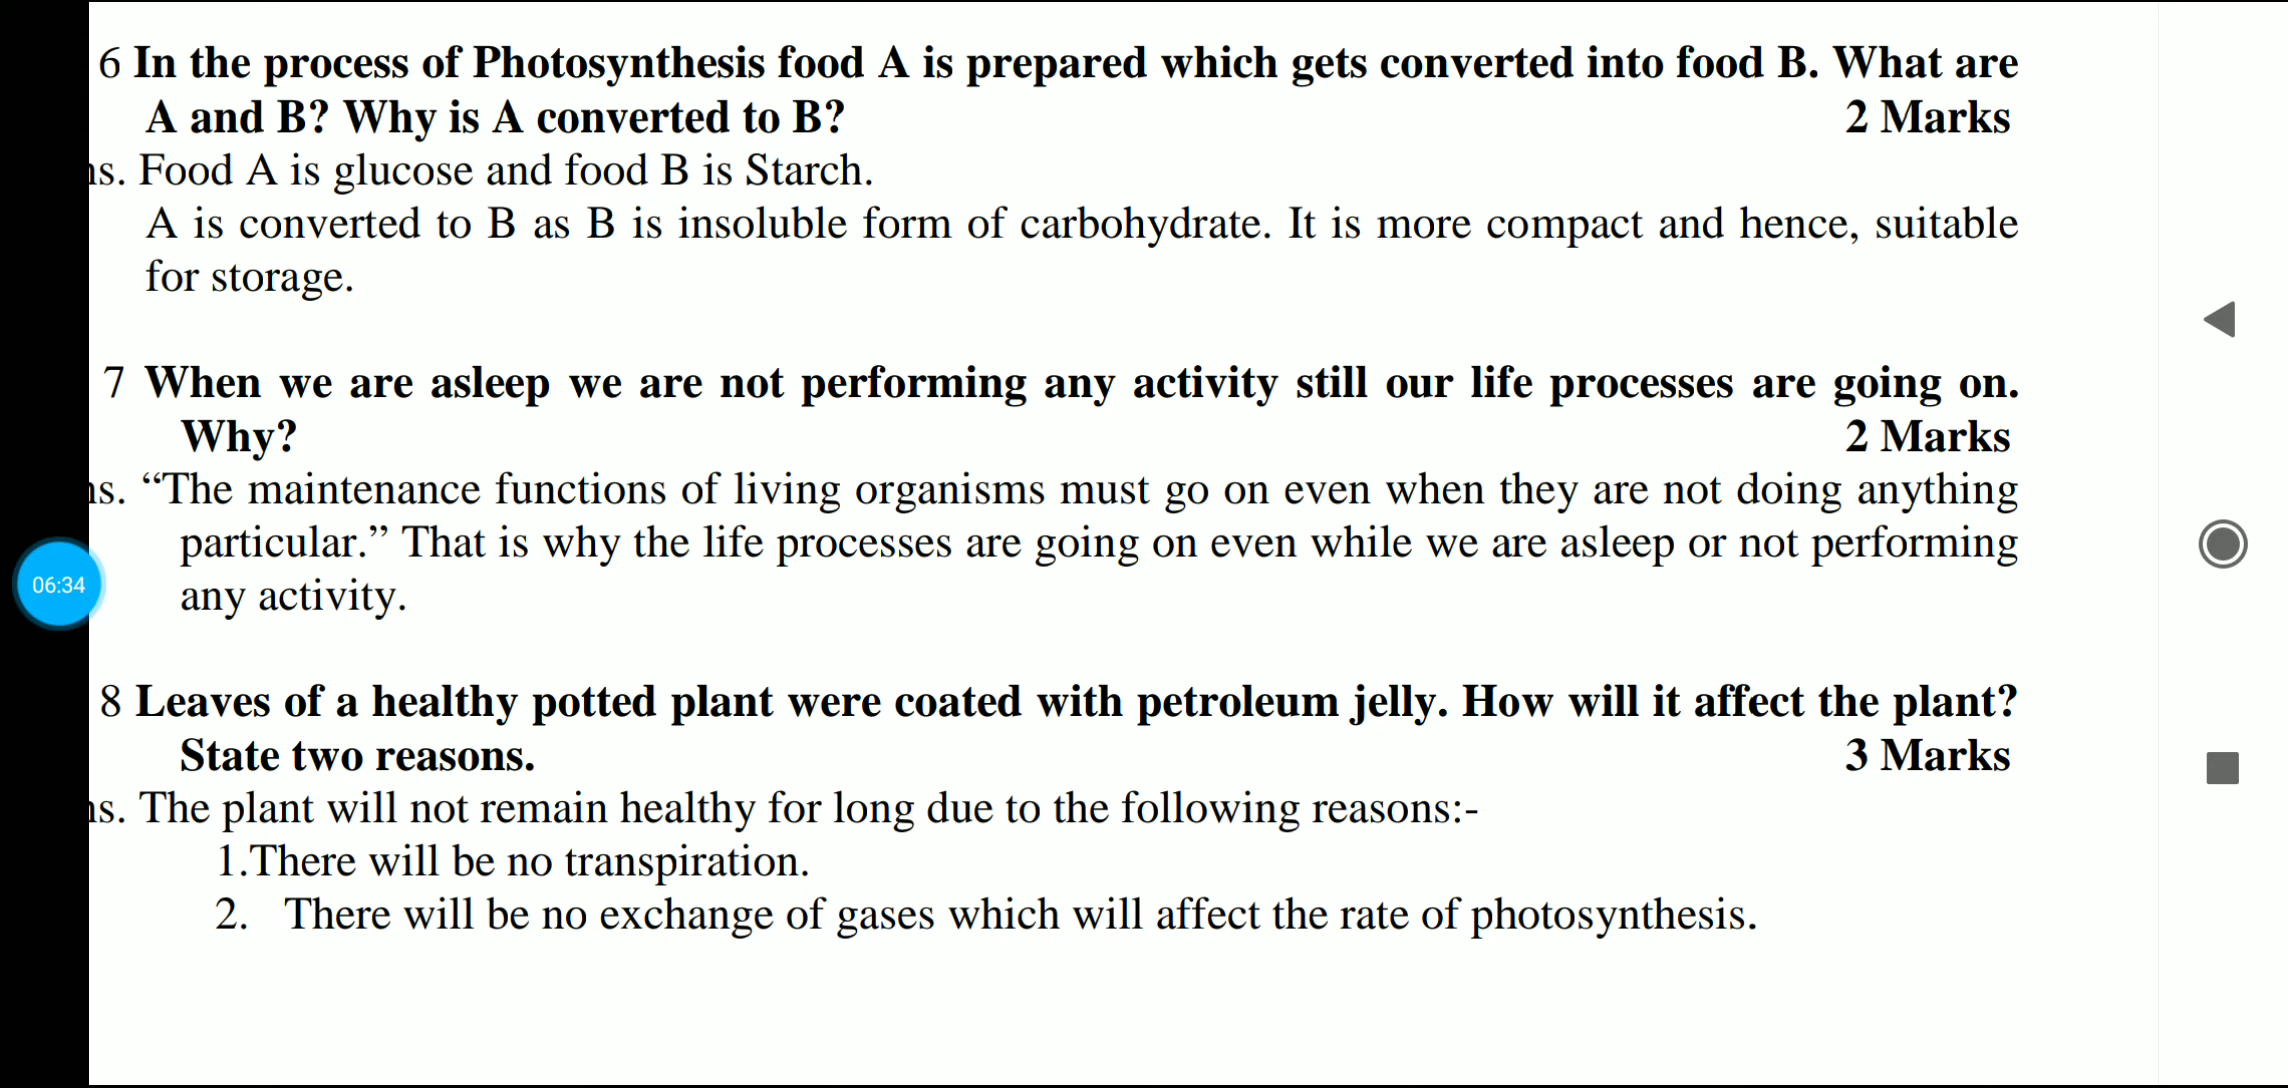 6 In the process of Photosynthesis food A is prepared which gets converted into food B. What are
A and B? Why is A converted to B? 2 Marks
ns. Food A is glucose and food B is Starch.
A is converted to B as B is insoluble form of carbohydrate. It is more compact and hence, suitable
for storage.
7 When we are asleep we are not performing any activity still our life processes are going on.
Why? 2 Marks
ns. “The maintenance functions of living organisms must go on even when they are not doing anything
particular.” That is why the life processes are going on even while we are asleep or not performing
06:34
any activity.
8 Leaves of a healthy potted plant were coated with petroleum jelly. How will it affect the plant?
State two reasons. 3 Marks
ns. The plant will not remain healthy for long due to the following reasons:-
1.There will be no transpiration.
2. There will be no exchange of gases which will affect the rate of photosynthesis.